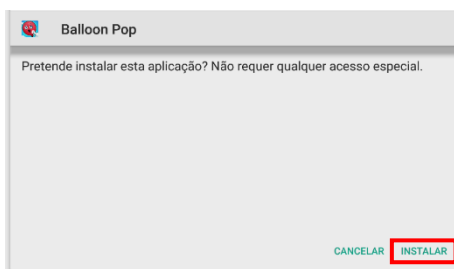 Balloon Pop
Pretende instalar esta aplicação? Não requer qualquer acesso especial.
CANCELAR INSTALAR